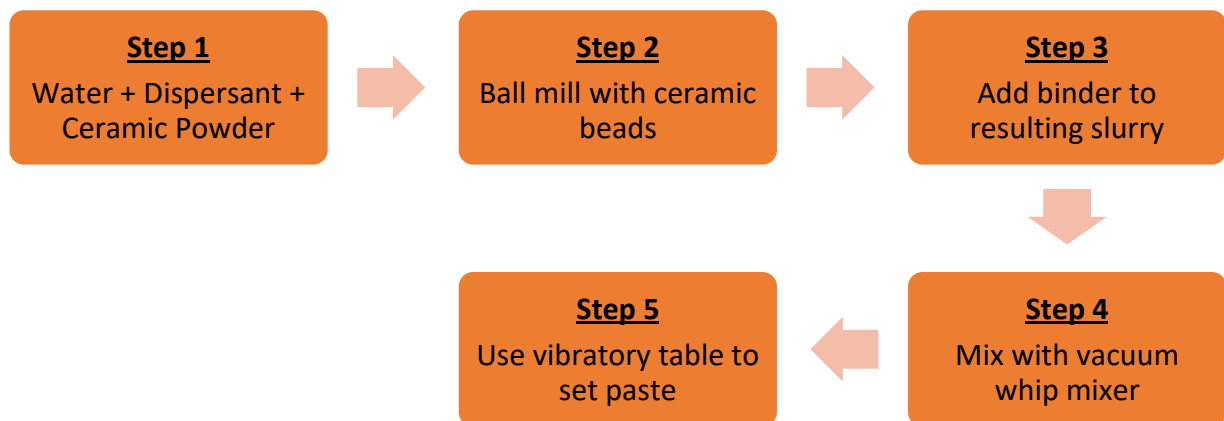 Step 1
Water + Dispersant +
Ceramic Powder
Step 2
Ball mill with ceramic
beads
Step 3
Add binder to
resulting slurry
Step 4
Mix with vacuum
whip mixer
Step 5
Use vibratory table to
set paste